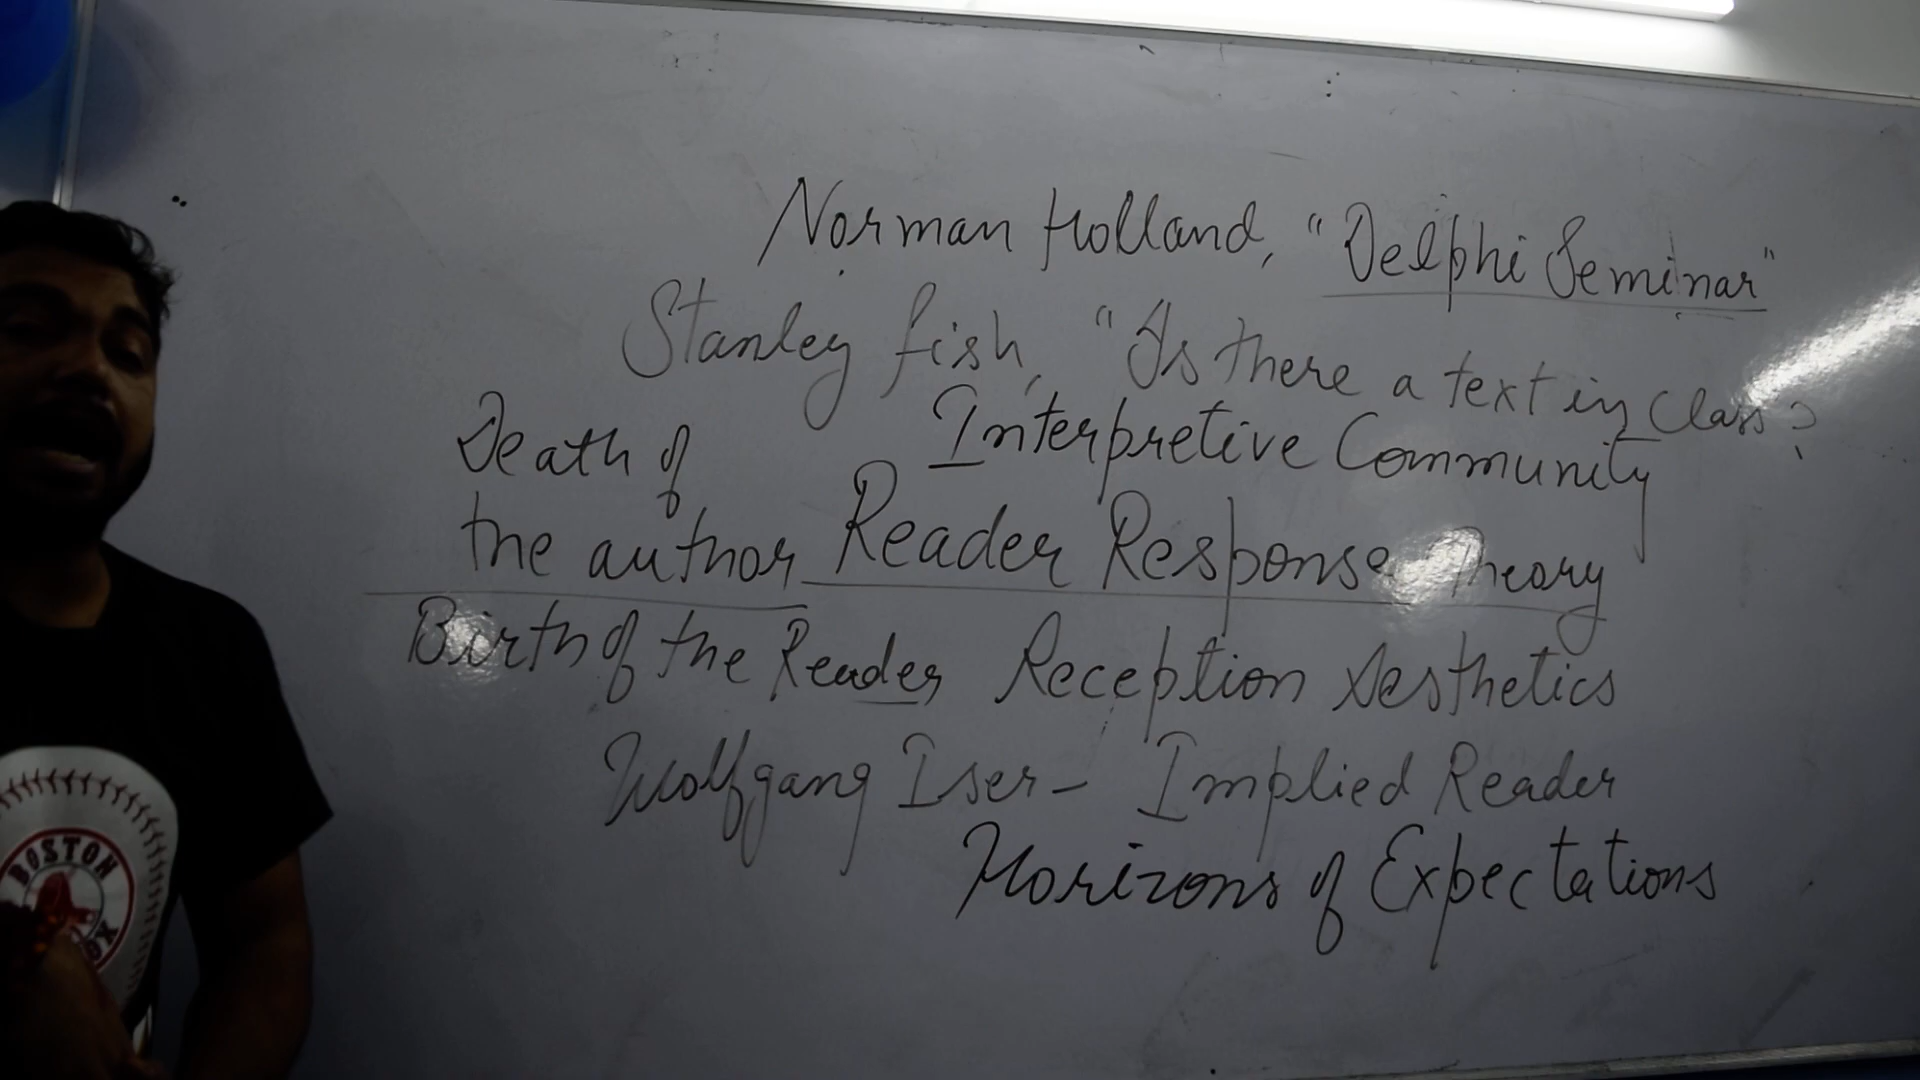 Norman Holland, "Delphi Seminar"
Stanley Fish, "Is there a text in class?
Interpretive Community
Death of
the author Reader Response Theory
Birth of the Reader Reception Aesthetics
Wolfgang Iser - Implied Reader
Horizons of Expectations
BOSTON